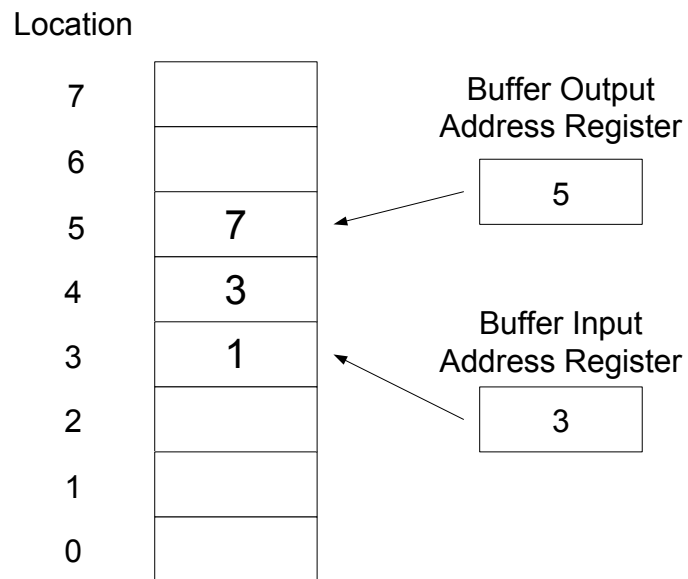 Location
7
6
5
4
3
2
1
0
7
3
1
Buffer Output
Address Register
5
Buffer Input
Address Register
3